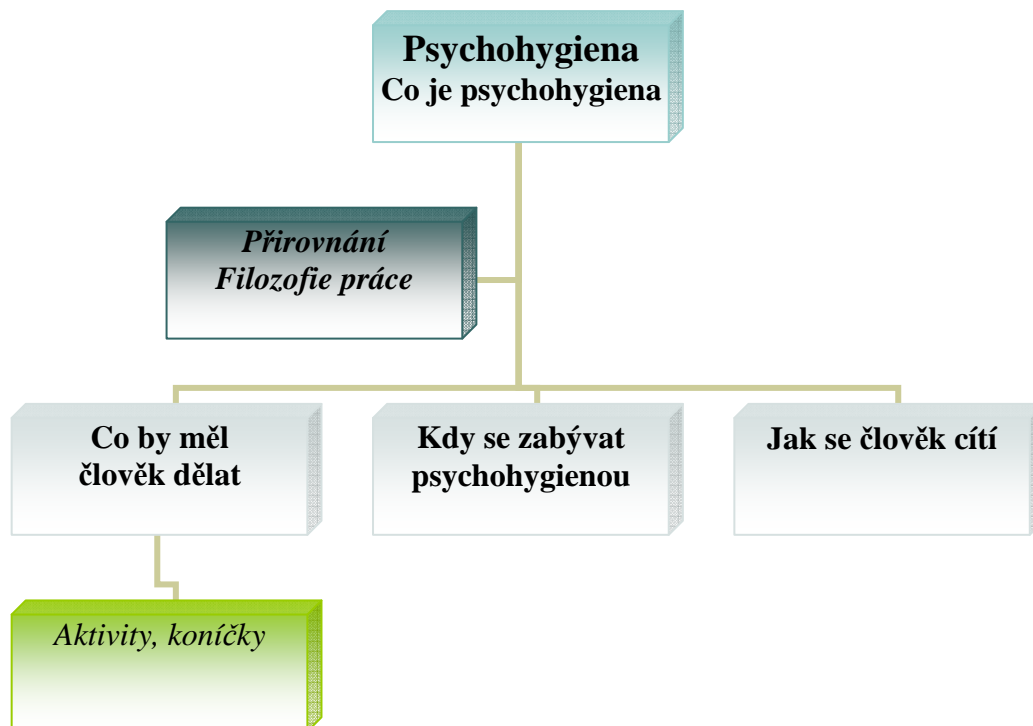 Psychohygiena
Co je psychohygiena
Přirovnání
Filozofie práce
Co by měl
člověk dělat
Kdy se zabývat
psychohygienou
Jak se člověk cítí
Aktivity, koníčky